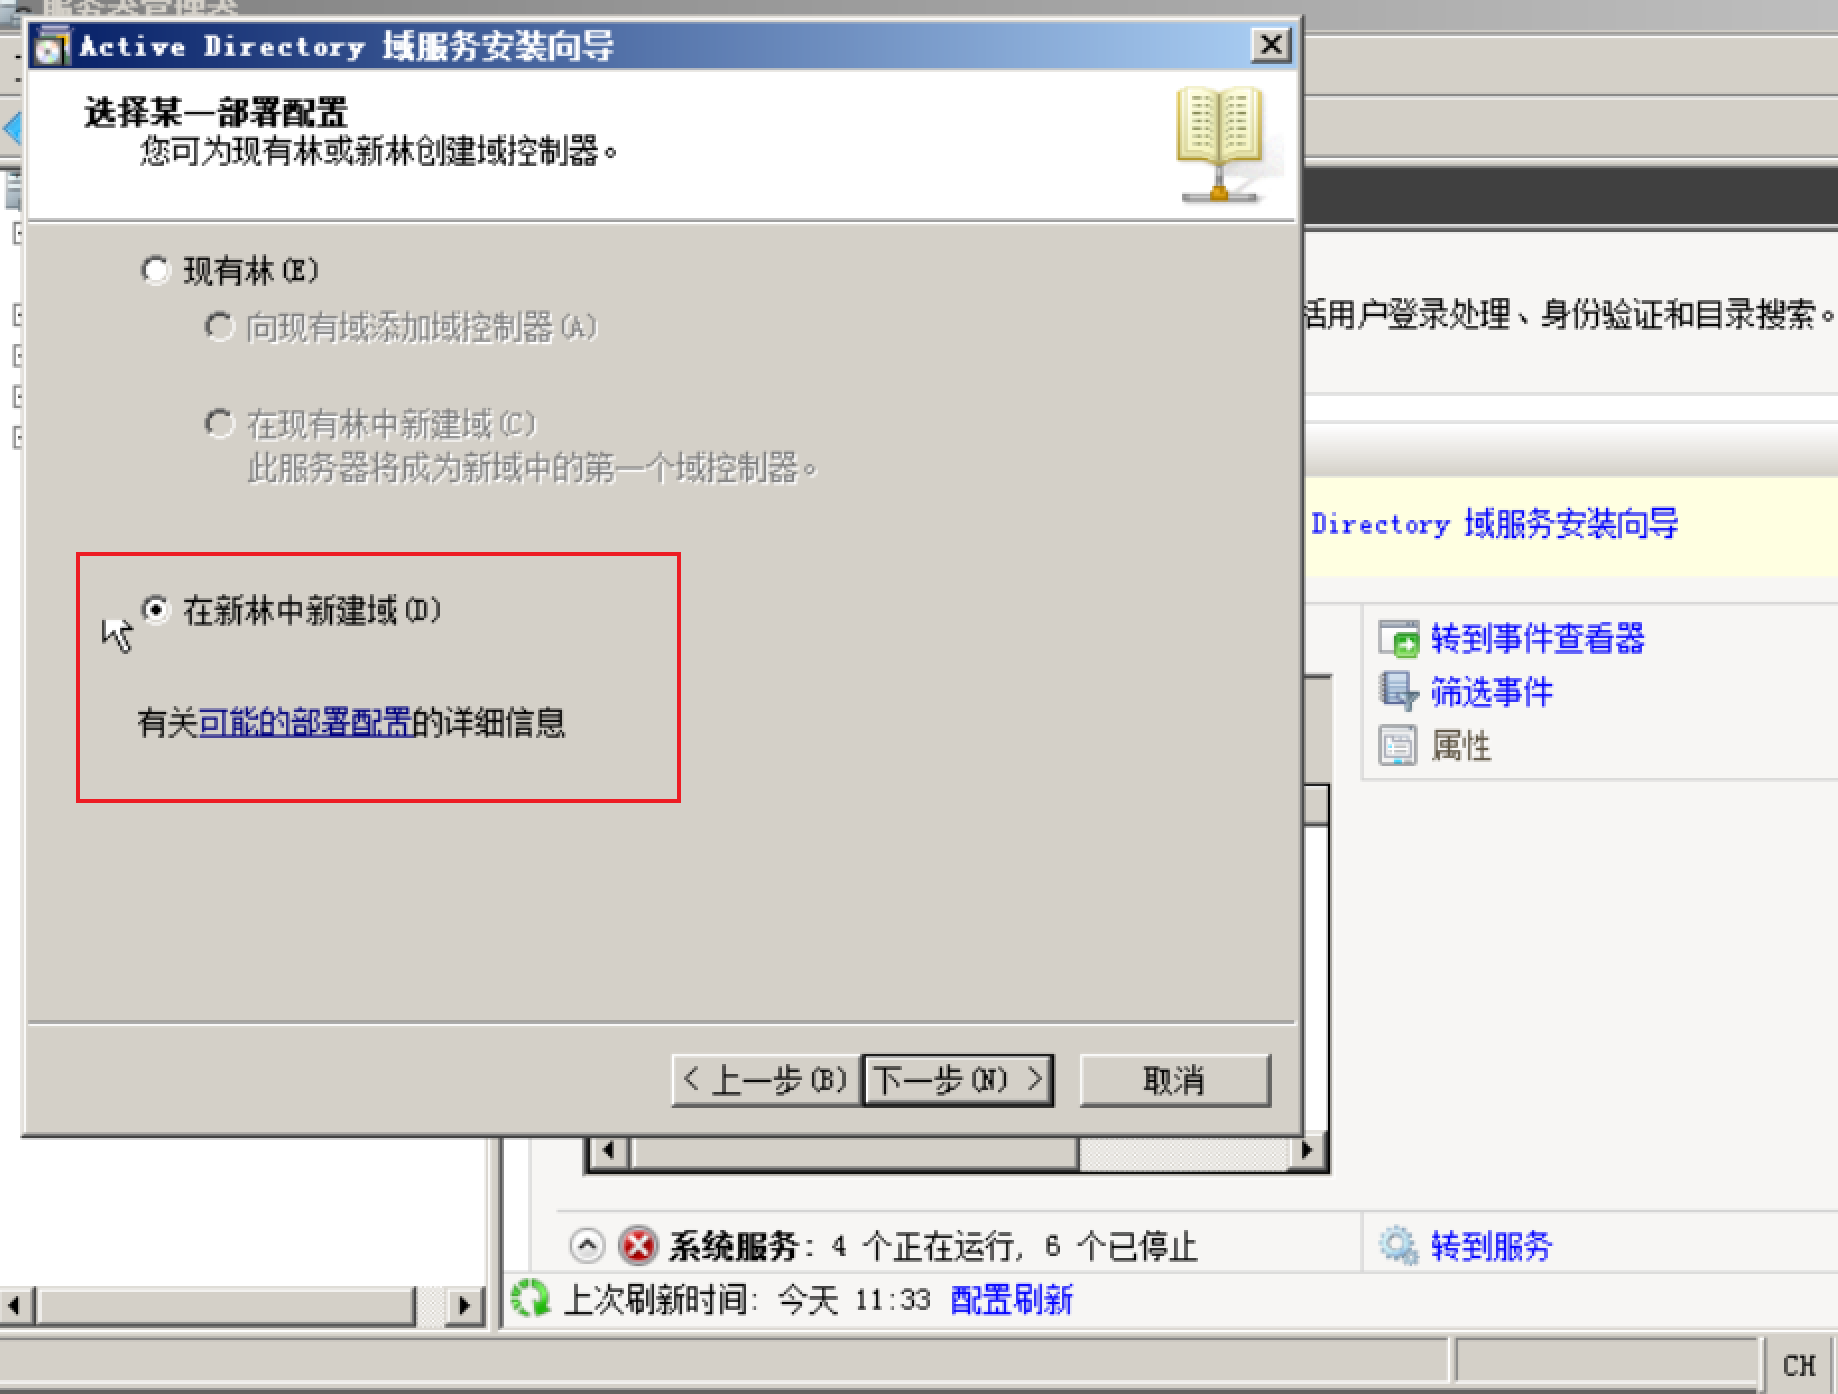 服务器管理器
Active Directory 域服务安装向导
选择某一部署配置
您可为现有林或新林创建域控制器。
现有林(E)
向现有域添加域控制器(A)
在现有林中新建域(C)
此服务器将成为新域中的第一个域控制器。
在新林中新建域(D)
有关可能的部署配置的详细信息
< 上一步(B)
下一步(N) >
取消
括用户登录处理、身份验证和目录搜索。
Directory 域服务安装向导
转到事件查看器
筛选事件
属性
系统服务: 4 个正在运行, 6 个已停止
转到服务
上次刷新时间: 今天 11:33 配置刷新
CH